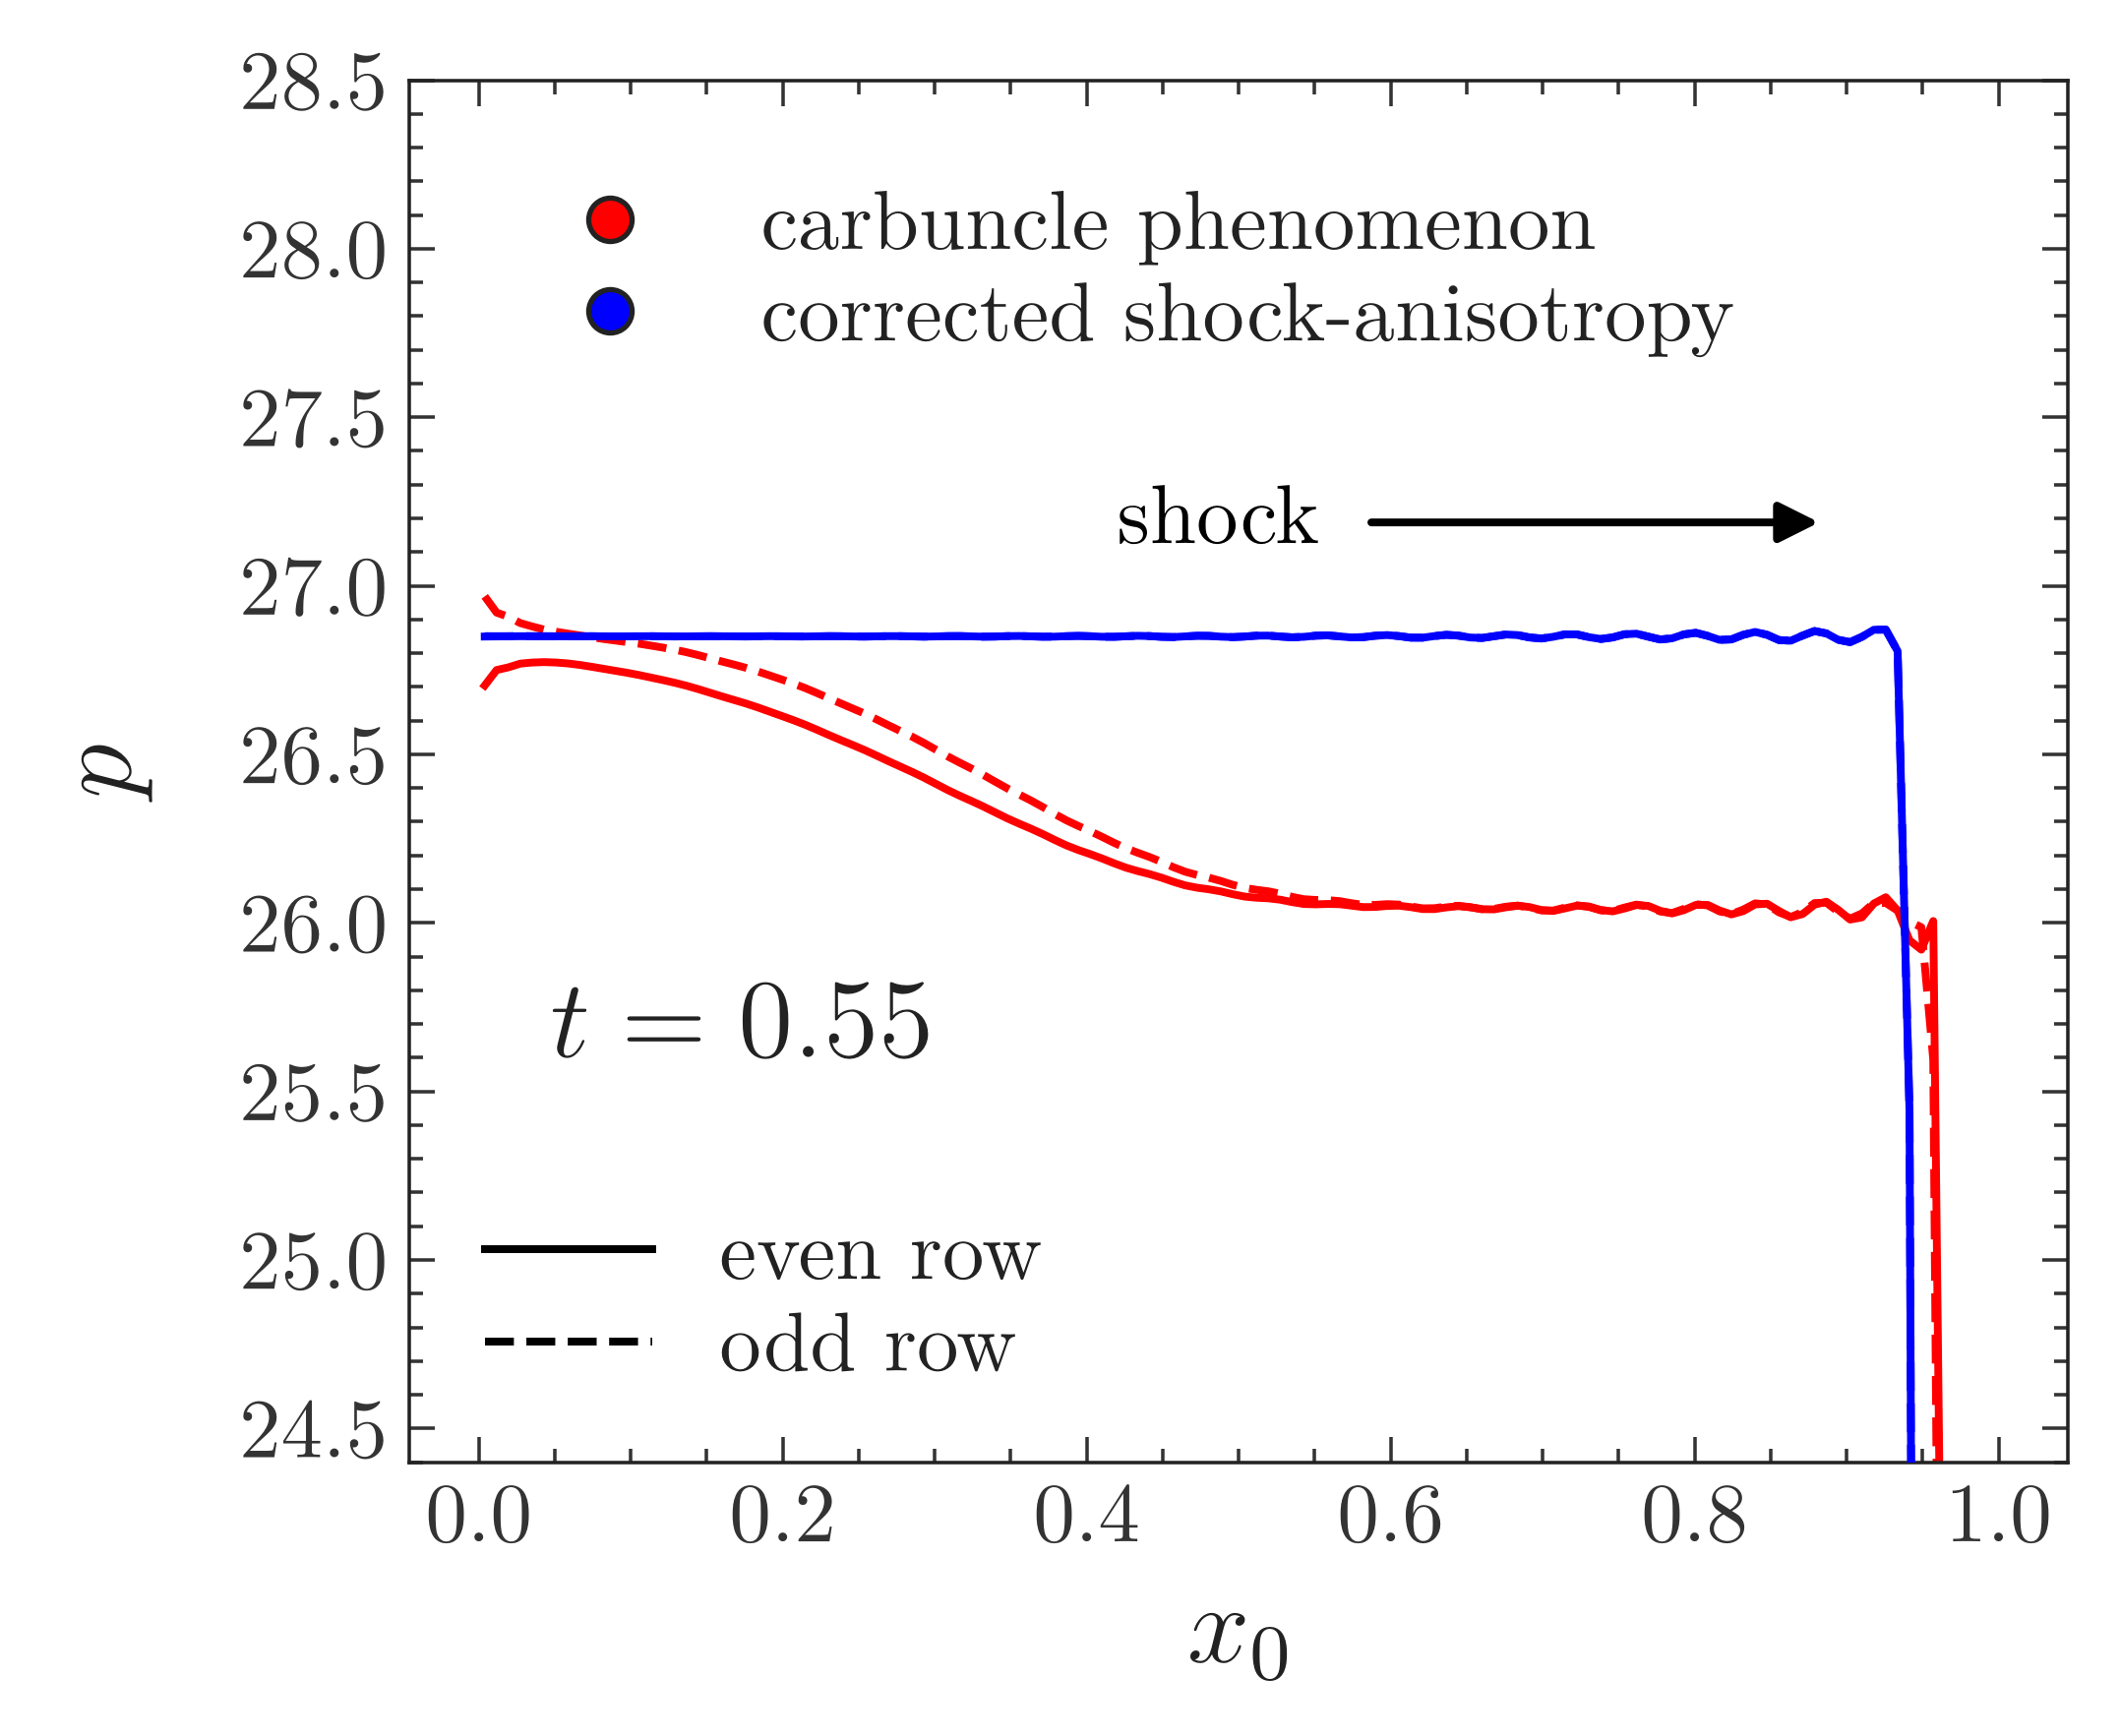 28.5
28.0
27.5
27.0
26.5
26.0
25.5
25.0
24.5
p
carbuncle phenomenon
corrected shock-anisotropy
shock
t = 0.55
even row
odd row
0.0 0.2 0.4 0.6 0.8 1.0
x₀